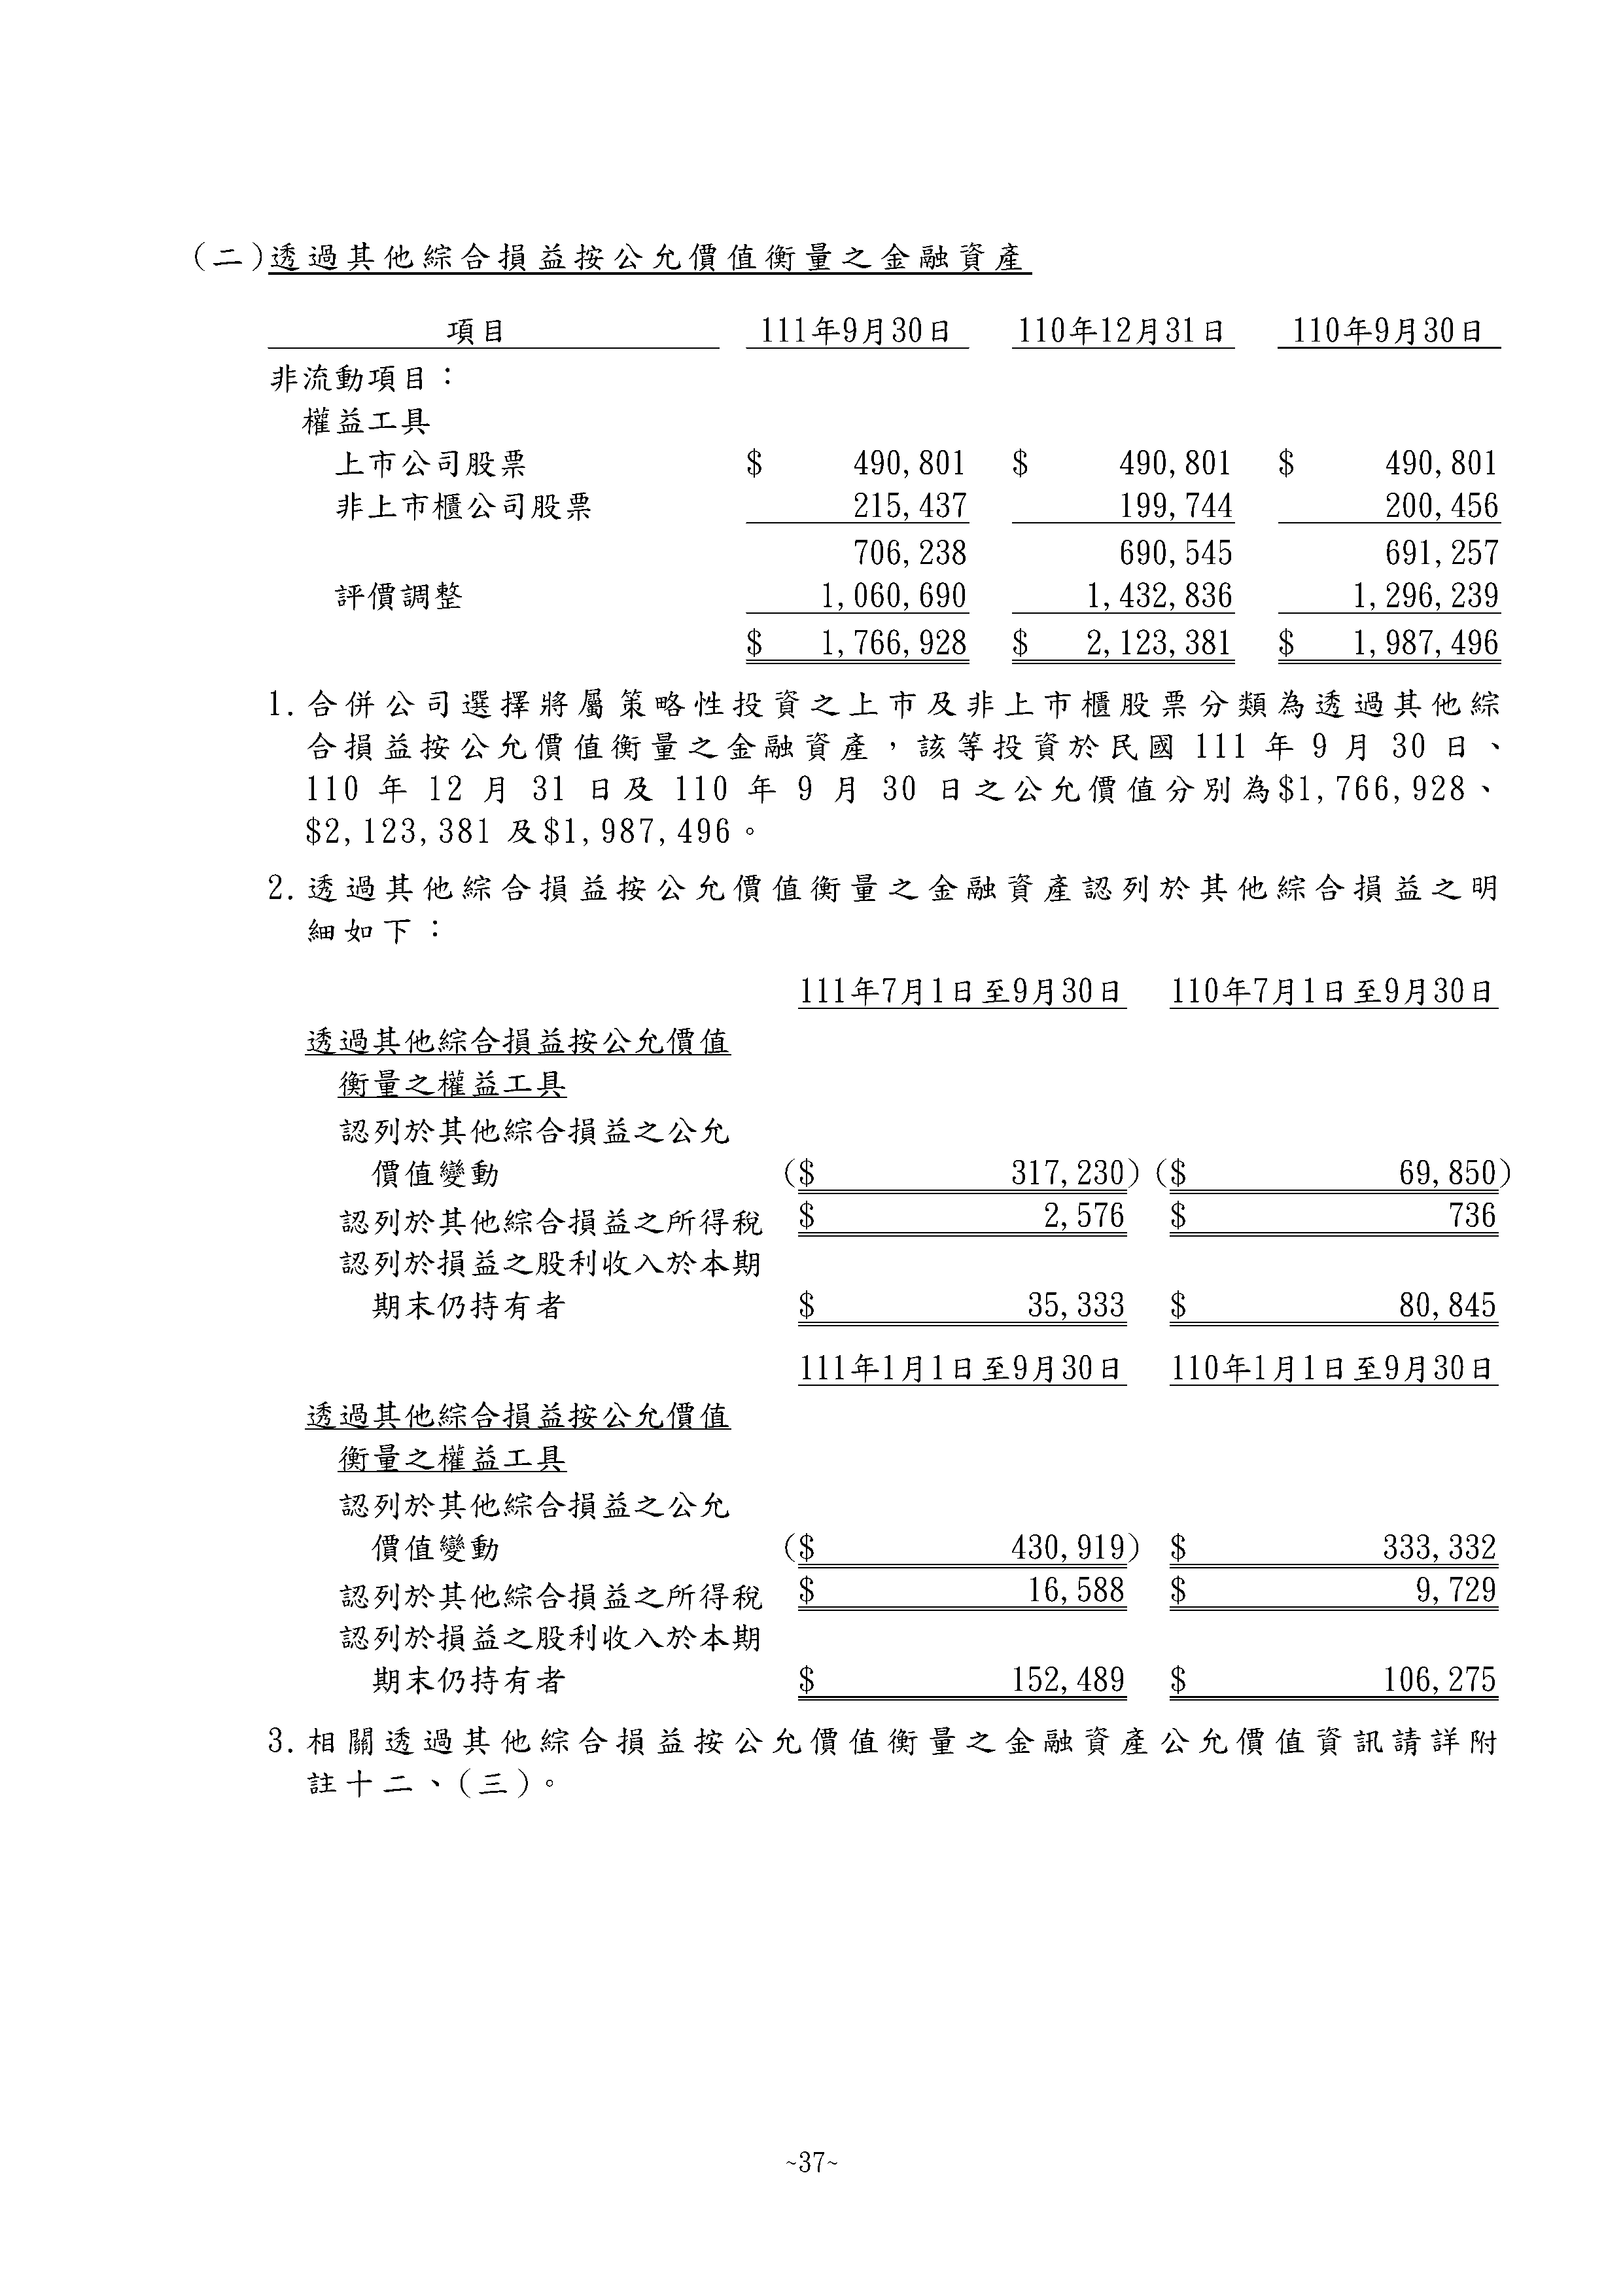 (二)透過其他綜合損益按公允價值衡量之金融資產
項目 111年9月30日 110年12月31日 110年9月30日
非流動項目：
權益工具
上市公司股票 $ 490,801 $ 490,801 $ 490,801
非上市櫃公司股票 215,437 199,744 200,456
706,238 690,545 691,257
評價調整 1,060,690 1,432,836 1,296,239
$ 1,766,928 $ 2,123,381 $ 1,987,496
1.合併公司選擇將屬策略性投資之上市及非上市櫃股票分類為透過其他綜
合損益按公允價值衡量之金融資產，該等投資於民國 111 年 9 月 30 日、
110 年 12 月 31 日及 110 年 9 月 30 日之公允價值分別為$1,766,928、
$2,123,381 及$1,987,496。
2.透過其他綜合損益按公允價值衡量之金融資產認列於其他綜合損益之明
細如下：
111年7月1日至9月30日 110年7月1日至9月30日
透過其他綜合損益按公允價值
衡量之權益工具
認列於其他綜合損益之公允
價值變動 ($ 317,230) ($ 69,850)
認列於其他綜合損益之所得稅 $ 2,576 $ 736
認列於損益之股利收入於本期
期末仍持有者 $ 35,333 $ 80,845
111年1月1日至9月30日 110年1月1日至9月30日
透過其他綜合損益按公允價值
衡量之權益工具
認列於其他綜合損益之公允
價值變動 ($ 430,919) $ 333,332
認列於其他綜合損益之所得稅 $ 16,588 $ 9,729
認列於損益之股利收入於本期
期末仍持有者 $ 152,489 $ 106,275
3.相關透過其他綜合損益按公允價值衡量之金融資產公允價值資訊請詳附
註十二、(三)。
~37~